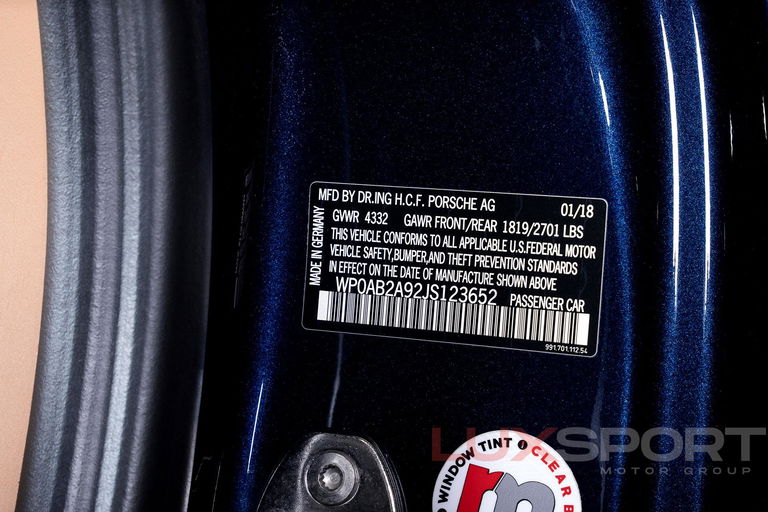 MFD BY DR.ING H.C.F. PORSCHE AG 01/18
GVWR 4332 GAWR FRONT/REAR 1819/2701 LBS
THIS VEHICLE CONFORMS TO ALL APPLICABLE U.S.FEDERAL MOTOR
VEHICLE SAFETY,BUMPER,AND THEFT PREVENTION STANDARDS
IN EFFECT ON THE DATE OF MANUFACTURE SHOWN ABOVE
MADE IN GERMANY
WP0AB2A92JS123652 PASSENGER CAR
991.701.112.54
WINDOW TINT CLEAR B
LUXSPORT
MOTOR GROUP